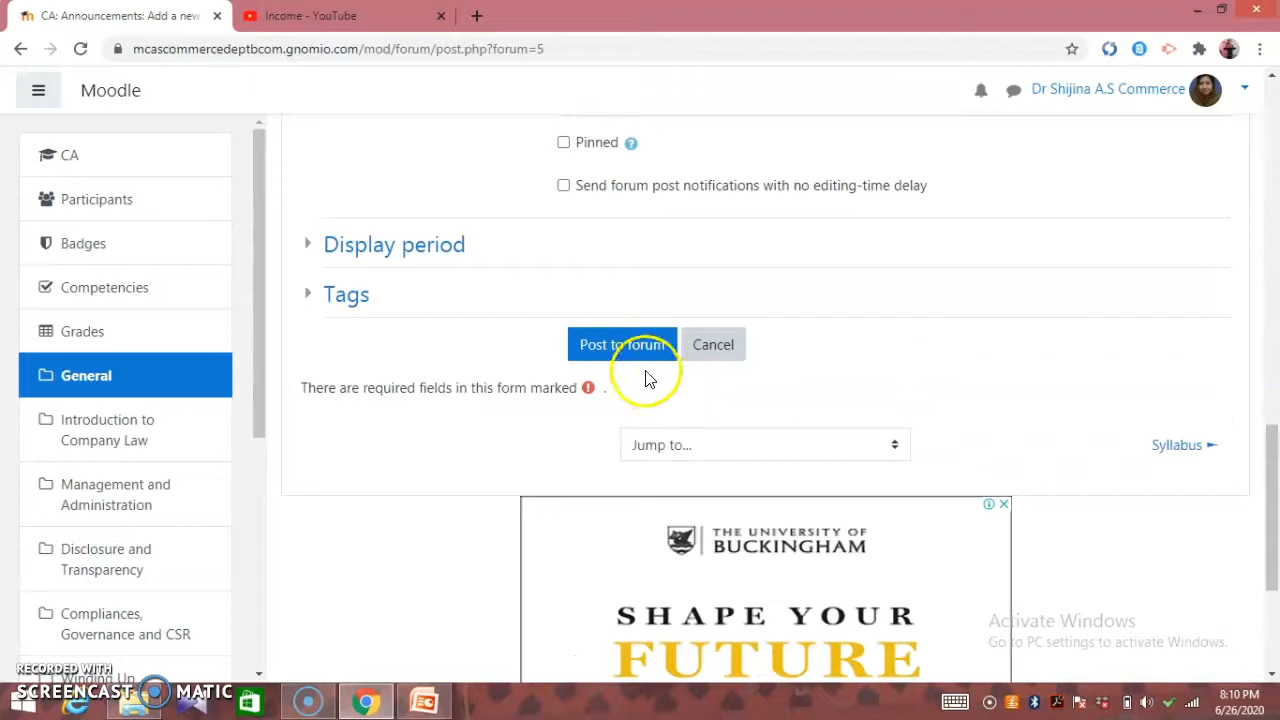 CA: Announcements: Add a new
Income - YouTube
mcascommercedeptbcom.gnomio.com/mod/forum/post.php?forum=5
Moodle
Dr Shijina A.S Commerce
CA
Participants
Badges
Competencies
Grades
General
Introduction to
Company Law
Management and
Administration
Disclosure and
Transparency
Compliances,
Governance and CSR
Winding Up
Pinned
Send forum post notifications with no editing-time delay
Display period
Tags
Post to forum
Cancel
There are required fields in this form marked .
Jump to...
Syllabus
THE UNIVERSITY OF
BUCKINGHAM
SHAPE YOUR
FUTURE
Activate Windows
Go to PC settings to activate Windows.
RECORDED WITH
SCREENCAST MATIC
8:10 PM
6/26/2020